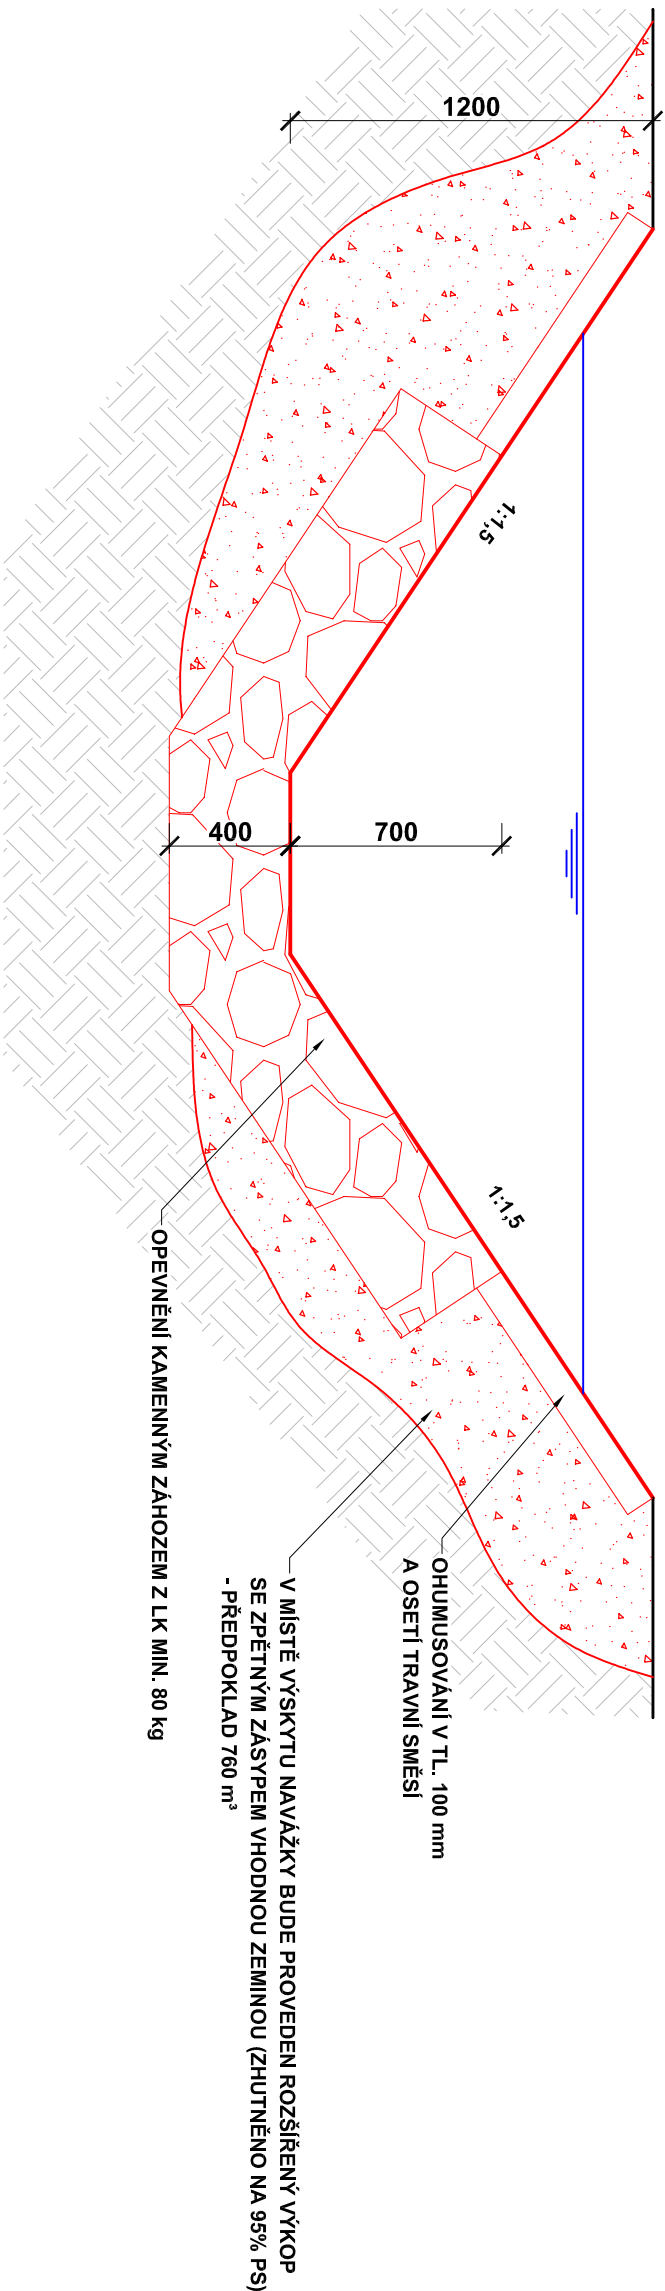 1200
400
700
1:1,5
1:1,5
OHUMUSOVÁNÍ V TL. 100 mm
A OSETÍ TRAVNÍ SMĚSÍ
V MÍSTĚ VÝSKYTU NAVÁŽKY BUDE PROVEDEN ROZŠÍŘENÝ VÝKOP
SE ZPĚTNÝM ZÁSYPEM VHODNOU ZEMINOU (ZHUTNĚNO NA 95% PS)
- PŘEDPOKLAD 760 m³
OPEVNĚNÍ KAMENNÝM ZÁHOZEM Z LK MIN. 80 kg